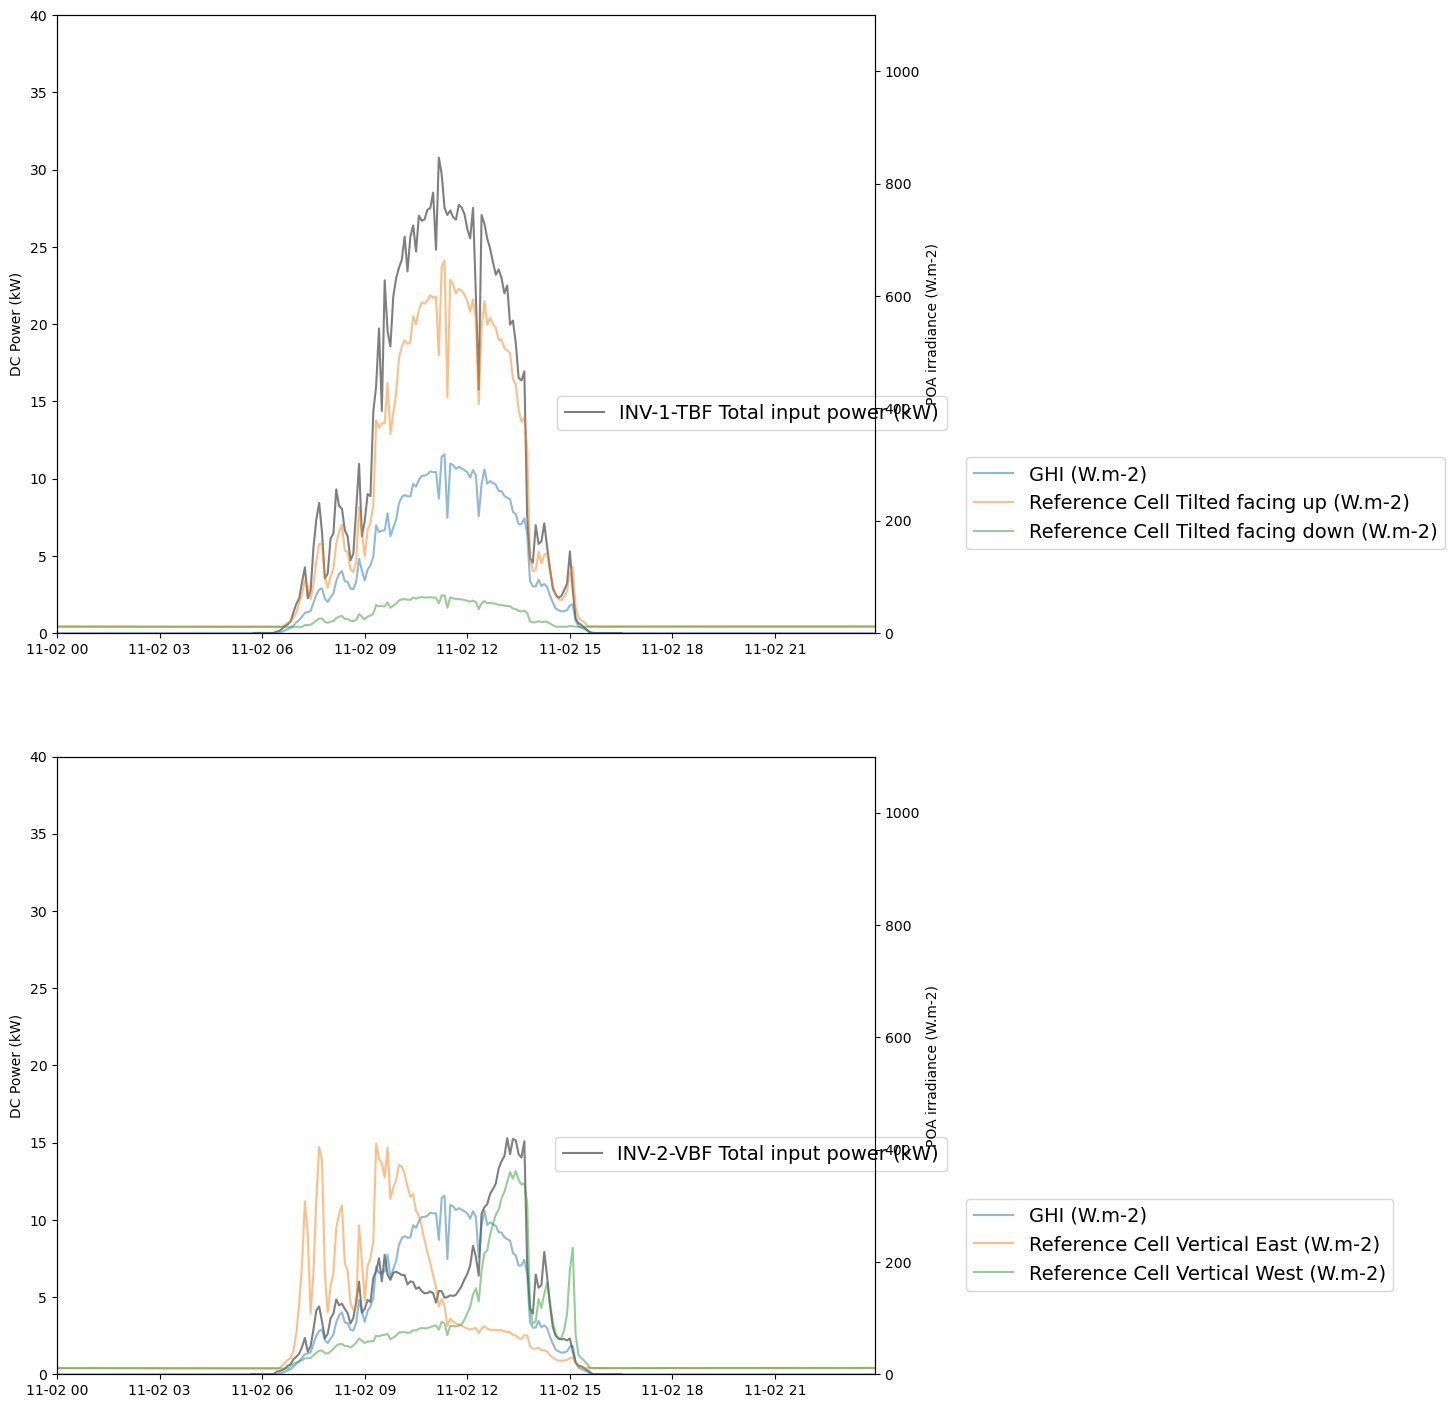 40
35
30
25
20
15
10
5
0
DC Power (kW)
1000
800
600
400
200
0
POA irradiance (W.m-2)
INV-1-TBF Total input power (kW)
GHI (W.m-2)
Reference Cell Tilted facing up (W.m-2)
Reference Cell Tilted facing down (W.m-2)
11-02 00 11-02 03 11-02 06 11-02 09 11-02 12 11-02 15 11-02 18 11-02 21
40
35
30
25
20
15
10
5
0
DC Power (kW)
1000
800
600
400
200
0
POA irradiance (W.m-2)
INV-2-VBF Total input power (kW)
GHI (W.m-2)
Reference Cell Vertical East (W.m-2)
Reference Cell Vertical West (W.m-2)
11-02 00 11-02 03 11-02 06 11-02 09 11-02 12 11-02 15 11-02 18 11-02 21